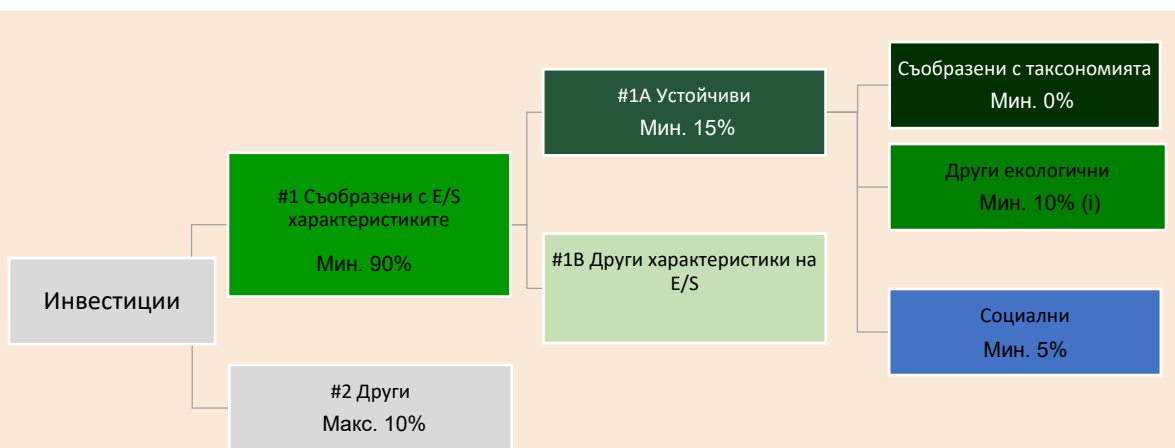 Инвестиции
#1 Съобразени с E/S
характеристиките
Мин. 90%
#2 Други
Макс. 10%
#1A Устойчиви
Мин. 15%
#1B Други характеристики на
E/S
Съобразени с таксономията
Мин. 0%
Други екологични
Мин. 10% (i)
Социални
Мин. 5%